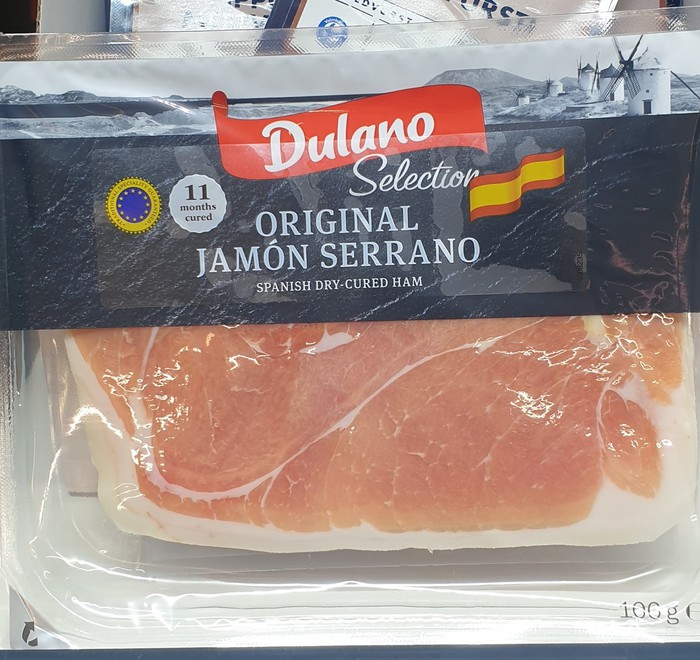 Dulano
Selection
11
months
cured
ORIGINAL
JAMÓN SERRANO
SPANISH DRY-CURED HAM
100 g e